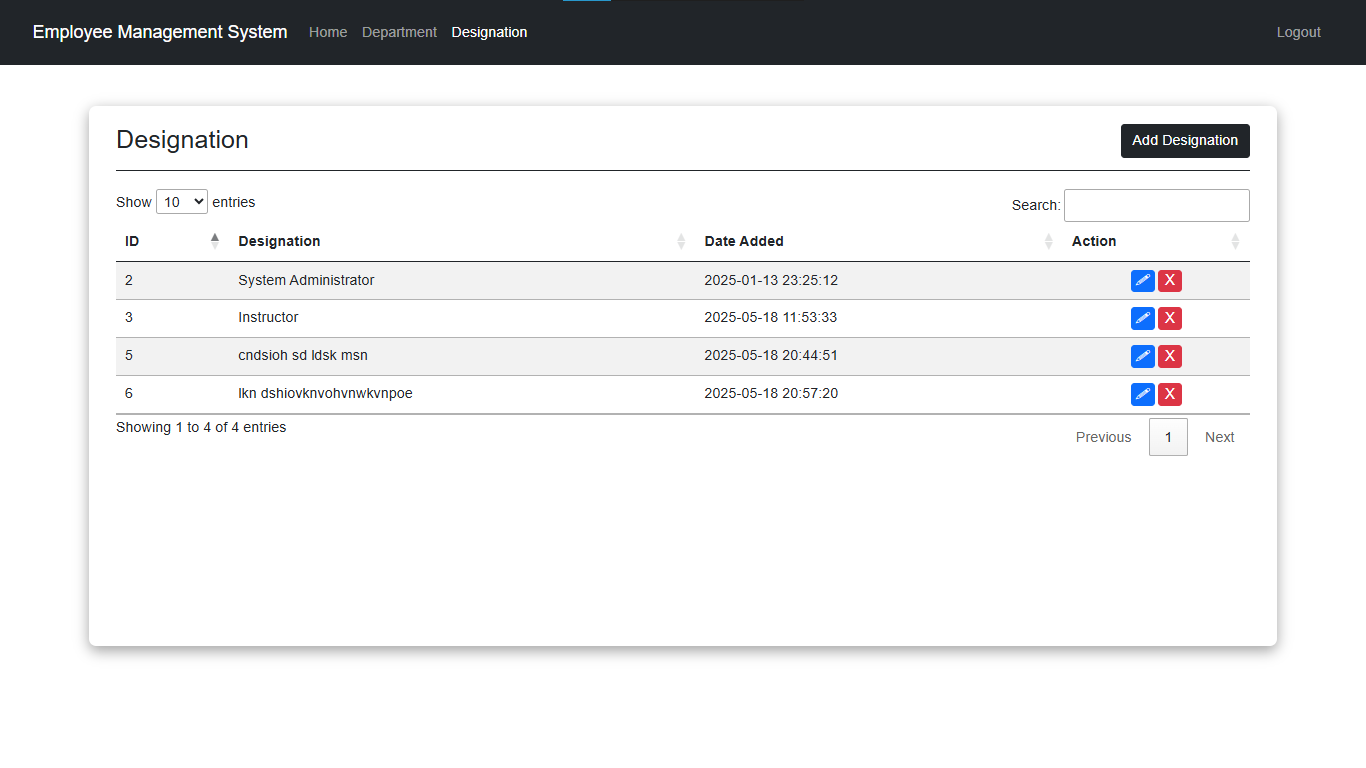 Employee Management System Home Department Designation Logout
Designation Add Designation
Show 10 entries Search:
ID Designation Date Added Action
2 System Administrator 2025-01-13 23:25:12 X
3 Instructor 2025-05-18 11:53:33 X
5 cndsioh sd ldsk msn 2025-05-18 20:44:51 X
6 lkn dshiovknvohvnwkvnpoe 2025-05-18 20:57:20 X
Showing 1 to 4 of 4 entries Previous 1 Next